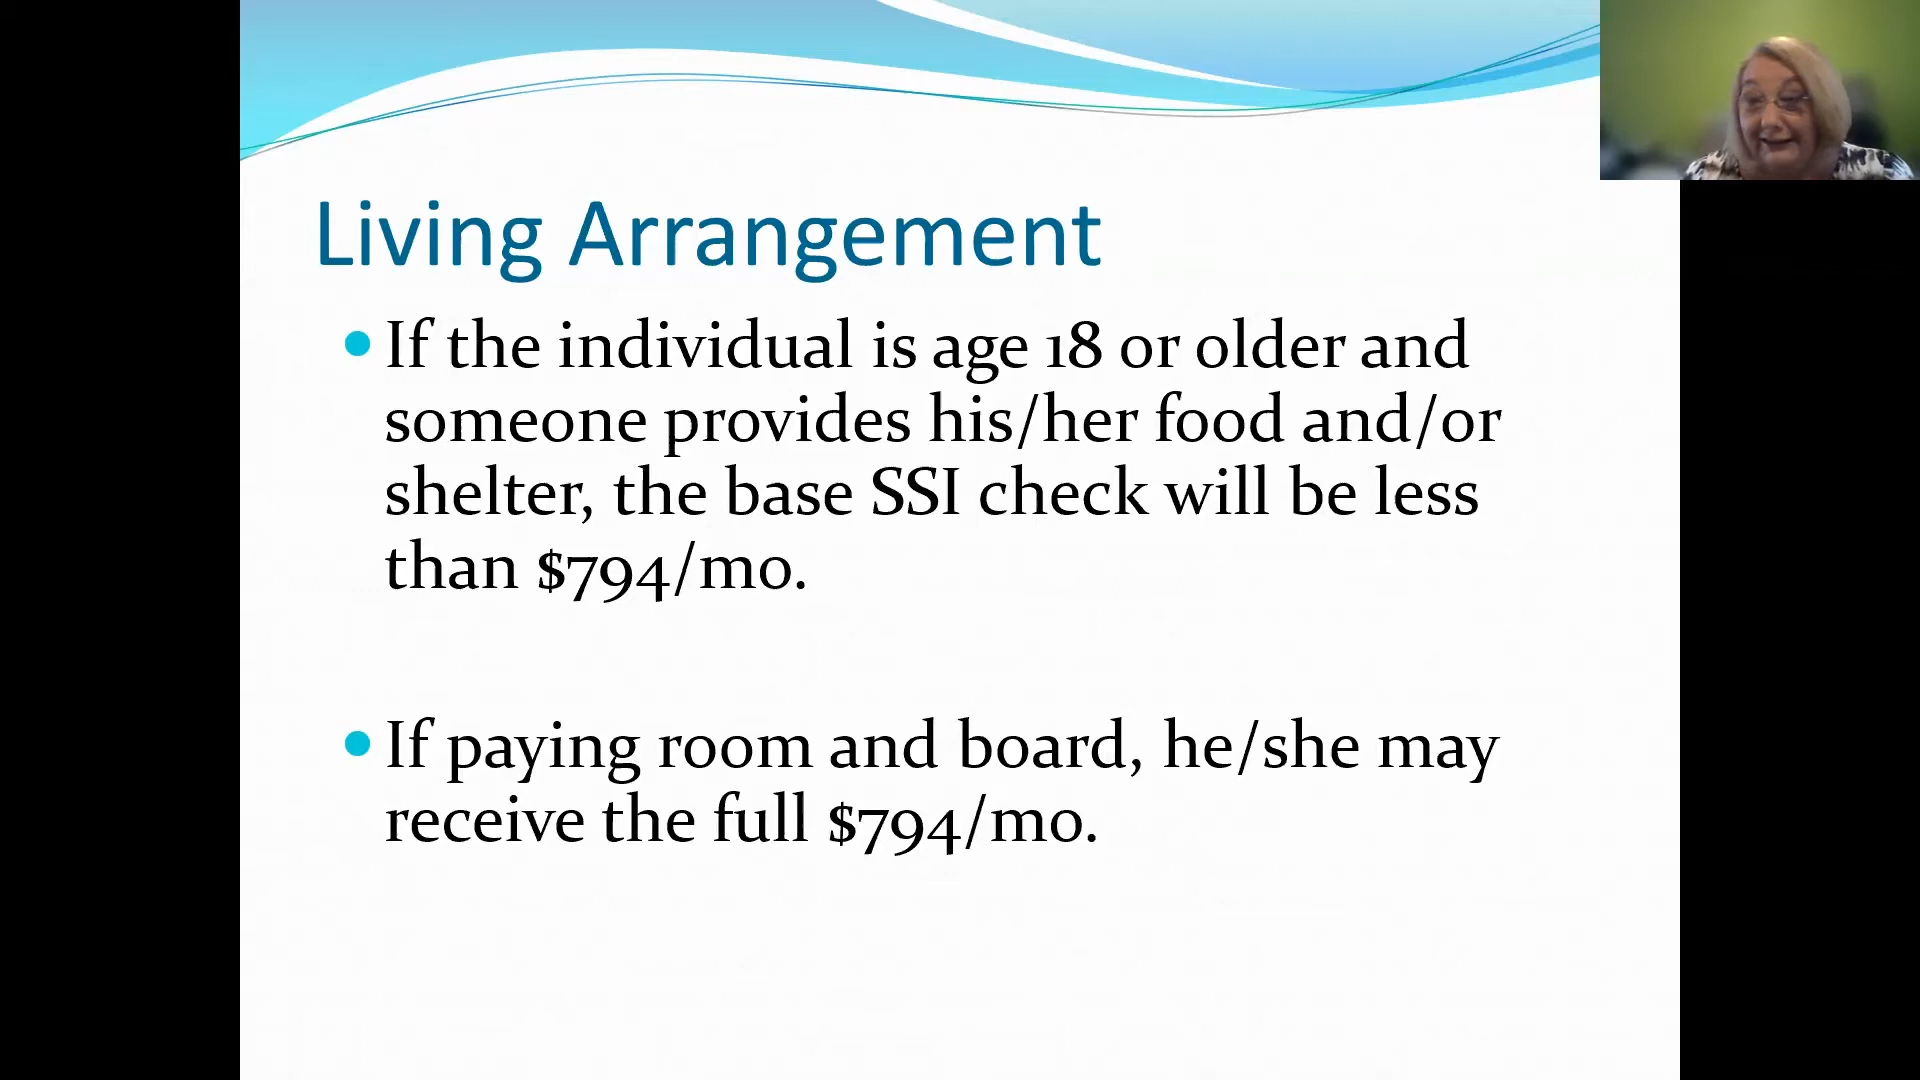 Living Arrangement
If the individual is age 18 or older and
someone provides his/her food and/or
shelter, the base SSI check will be less
than $794/mo.
If paying room and board, he/she may
receive the full $794/mo.